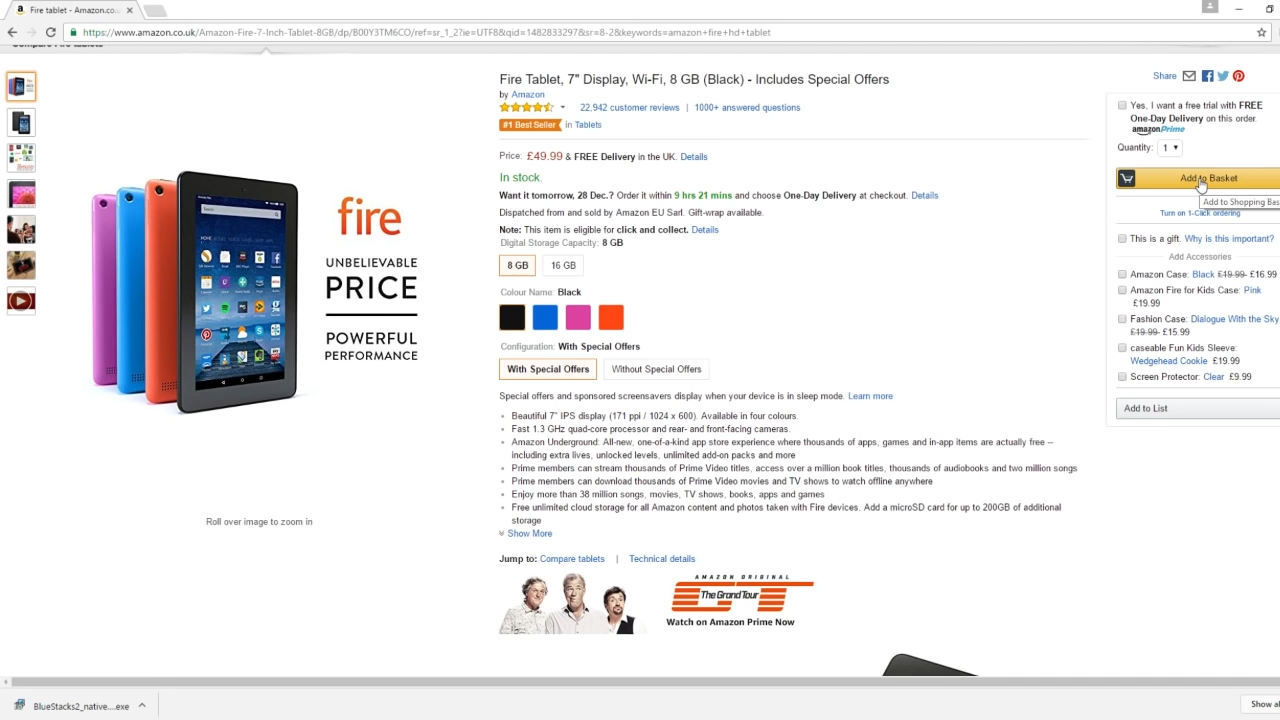 Fire tablet - Amazon.co.u
https://www.amazon.co.uk/Amazon-Fire-7-Inch-Tablet-8GB/dp/B00Y3TM6CO/ref=sr_1_2?ie=UTF8&qid=1482833297&sr=8-2&keywords=amazon+fire+hd+tablet
Compare Fire tablets
fire
UNBELIEVABLE
PRICE
POWERFUL
PERFORMANCE
Roll over image to zoom in
Fire Tablet, 7" Display, Wi-Fi, 8 GB (Black) - Includes Special Offers
by Amazon
22,942 customer reviews | 1000+ answered questions
#1 Best Seller in Tablets
Price: £49.99 & FREE Delivery in the UK. Details
In stock.
Want it tomorrow, 28 Dec.? Order it within 9 hrs 21 mins and choose One-Day Delivery at checkout. Details
Dispatched from and sold by Amazon EU Sarl. Gift-wrap available.
Note: This item is eligible for click and collect. Details
Digital Storage Capacity: 8 GB
8 GB 16 GB
Colour Name: Black
Configuration: With Special Offers
With Special Offers Without Special Offers
Special offers and sponsored screensavers display when your device is in sleep mode. Learn more
Beautiful 7" IPS display (171 ppi / 1024 x 600). Available in four colours.
Fast 1.3 GHz quad-core processor and rear- and front-facing cameras.
Amazon Underground: All-new, one-of-a-kind app store experience where thousands of apps, games and in-app items are actually free --
including extra lives, unlocked levels, unlimited add-on packs and more
Prime members can stream thousands of Prime Video titles, access over a million book titles, thousands of audiobooks and two million songs
Prime members can download thousands of Prime Video movies and TV shows to watch offline anywhere
Enjoy more than 38 million songs, movies, TV shows, books, apps and games
Free unlimited cloud storage for all Amazon content and photos taken with Fire devices. Add a microSD card for up to 200GB of additional
storage
Show More
Jump to: Compare tablets | Technical details
AMAZON ORIGINAL
The Grand Tour
Watch on Amazon Prime Now
Share
Yes, I want a free trial with FREE
One-Day Delivery on this order.
amazonPrime
Quantity: 1
Add to Basket
Add to Shopping Bas
Turn on 1-Click ordering
This is a gift. Why is this important?
Add Accessories
Amazon Case: Black £19.99 £16.99
Amazon Fire for Kids Case: Pink
£19.99
Fashion Case: Dialogue With the Sky
£19.99 £15.99
caseable Fun Kids Sleeve:
Wedgehead Cookie £19.99
Screen Protector: Clear £9.99
Add to List
BlueStacks2_native....exe
Show al